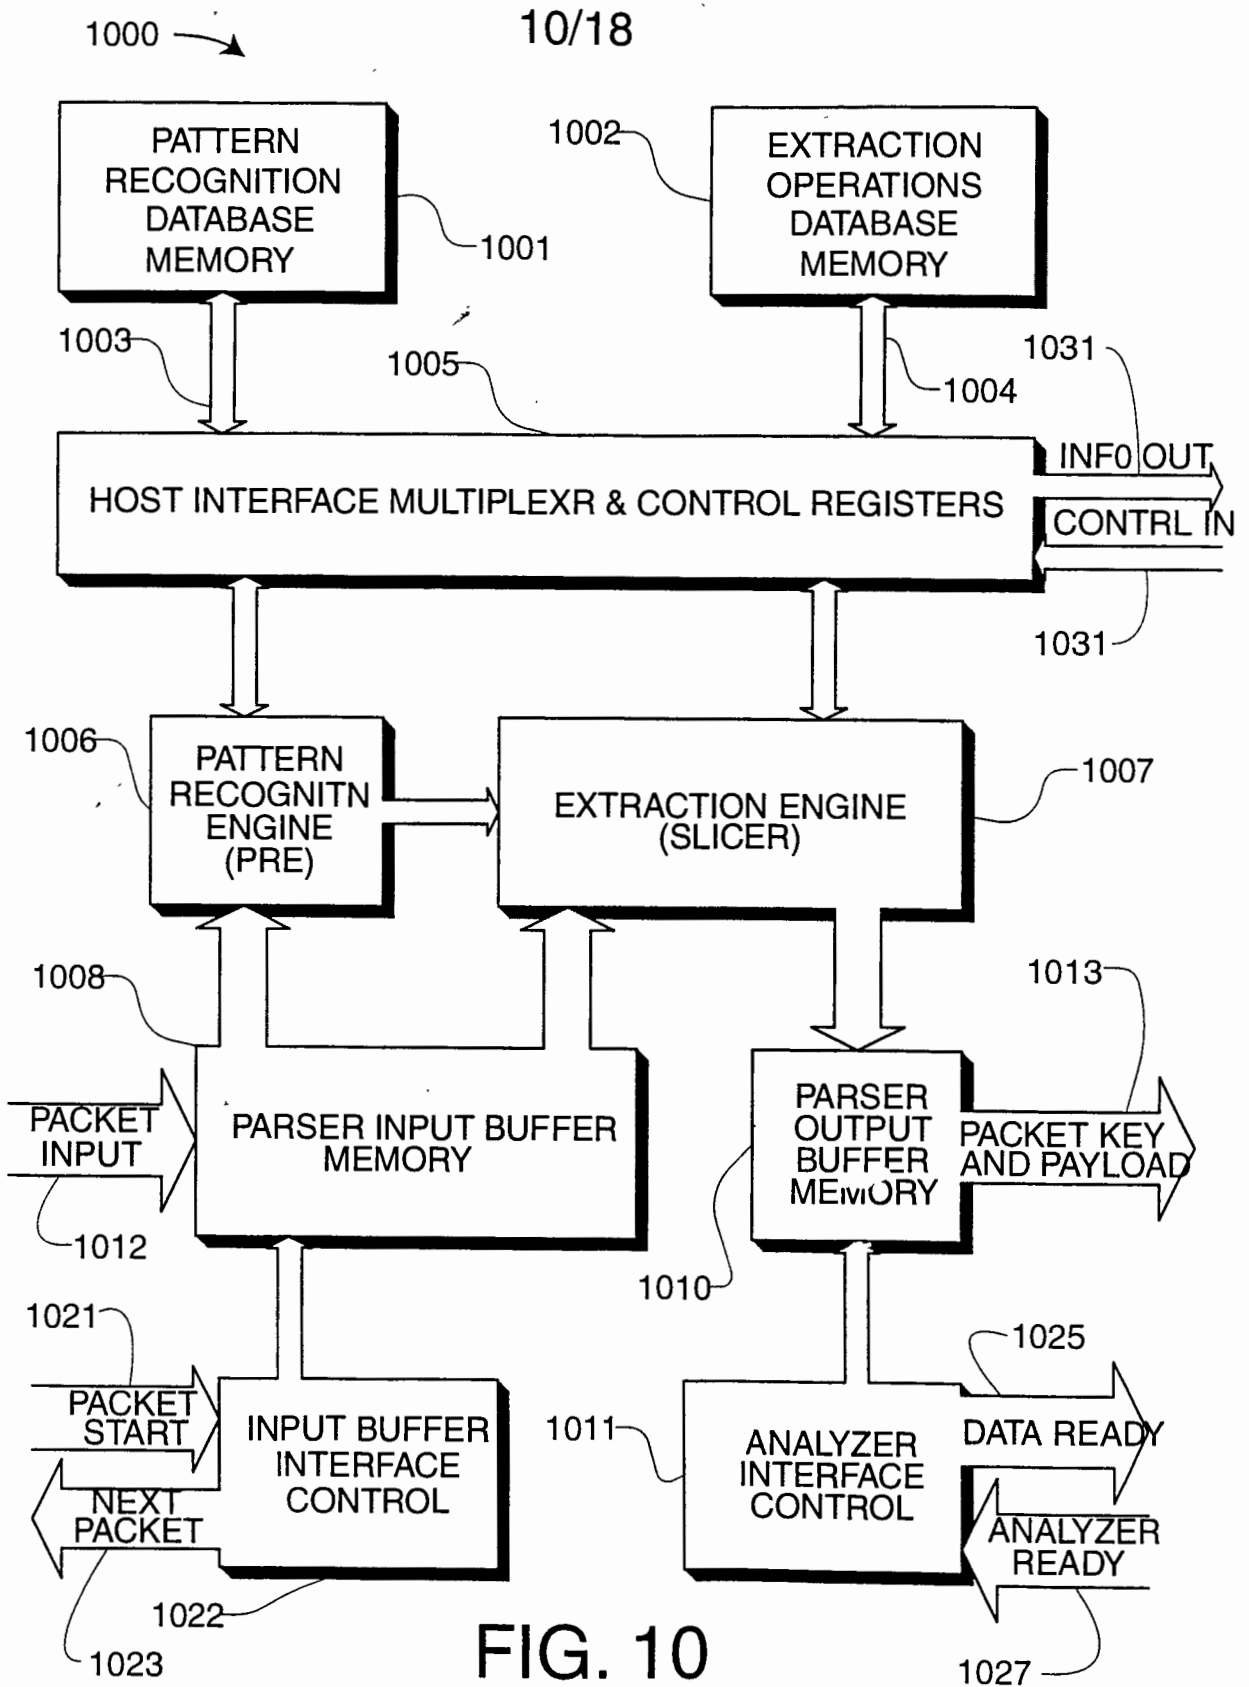 1000
10/18
PATTERN
RECOGNITION
DATABASE
MEMORY
1001
1002
EXTRACTION
OPERATIONS
DATABASE
MEMORY
1003
1005
1004
1031
INF0 OUT
HOST INTERFACE MULTIPLEXR & CONTROL REGISTERS
CONTRL IN
1031
1006
PATTERN
RECOGNITN
ENGINE
(PRE)
EXTRACTION ENGINE
(SLICER)
1007
1008
1013
PACKET
INPUT
PARSER INPUT BUFFER
MEMORY
PARSER
OUTPUT
BUFFER
MEMORY
PACKET KEY
AND PAYLOAD
1012
1010
1021
1025
PACKET
START
INPUT BUFFER
INTERFACE
CONTROL
1011
ANALYZER
INTERFACE
CONTROL
DATA READY
NEXT
PACKET
ANALYZER
READY
1022
1023
FIG. 10
1027